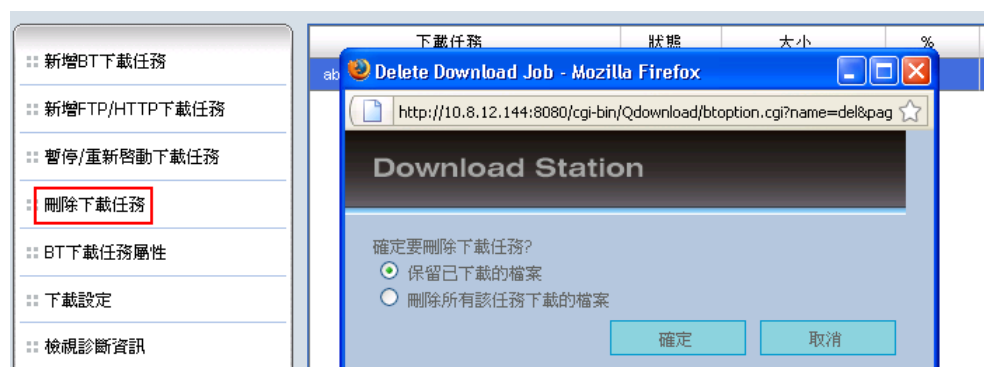 新增BT下載任務
新增FTP/HTTP下載任務
暫停/重新啓動下載任務
刪除下載任務
BT下載任務屬性
下載設定
檢視診斷資訊
下載任務 狀態 大小 %
ab
Delete Download Job - Mozilla Firefox
http://10.8.12.144:8080/cgi-bin/Qdownload/btoption.cgi?name=del&pag
Download Station
確定要刪除下載任務?
保留已下載的檔案
刪除所有該任務下載的檔案
確定 取消